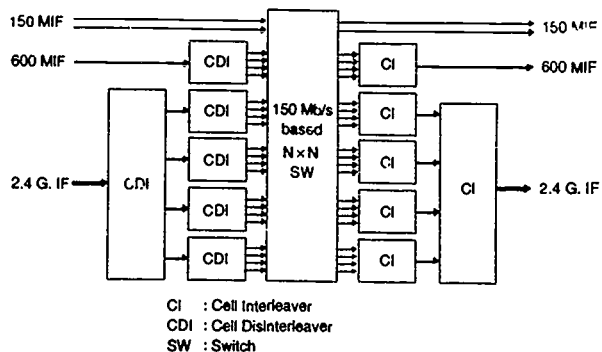 150 MIF
600 MIF
2.4 G. IF
CDI
CDI
CDI
CDI
CDI
CDI
150 Mb/s
based
N×N
SW
CI
CI
CI
CI
CI
CI
150
600 MIF
2.4 G. IF
CI : Cell Interleaver
CDI : Cell DisInterleaver
SW : Switch